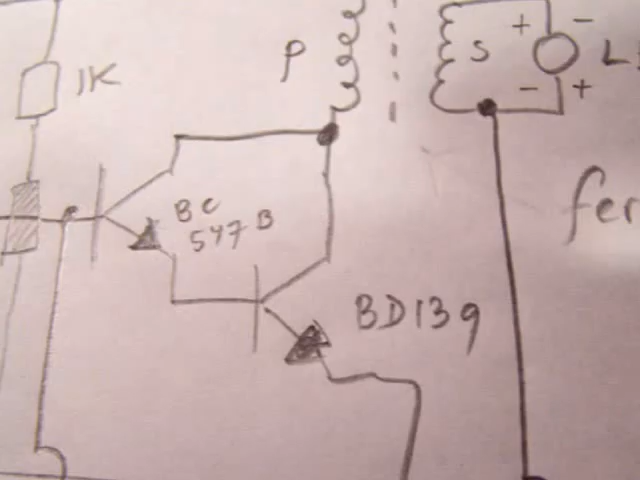 P
S
+
-
-
+
1K
BC
547B
BD139
fer